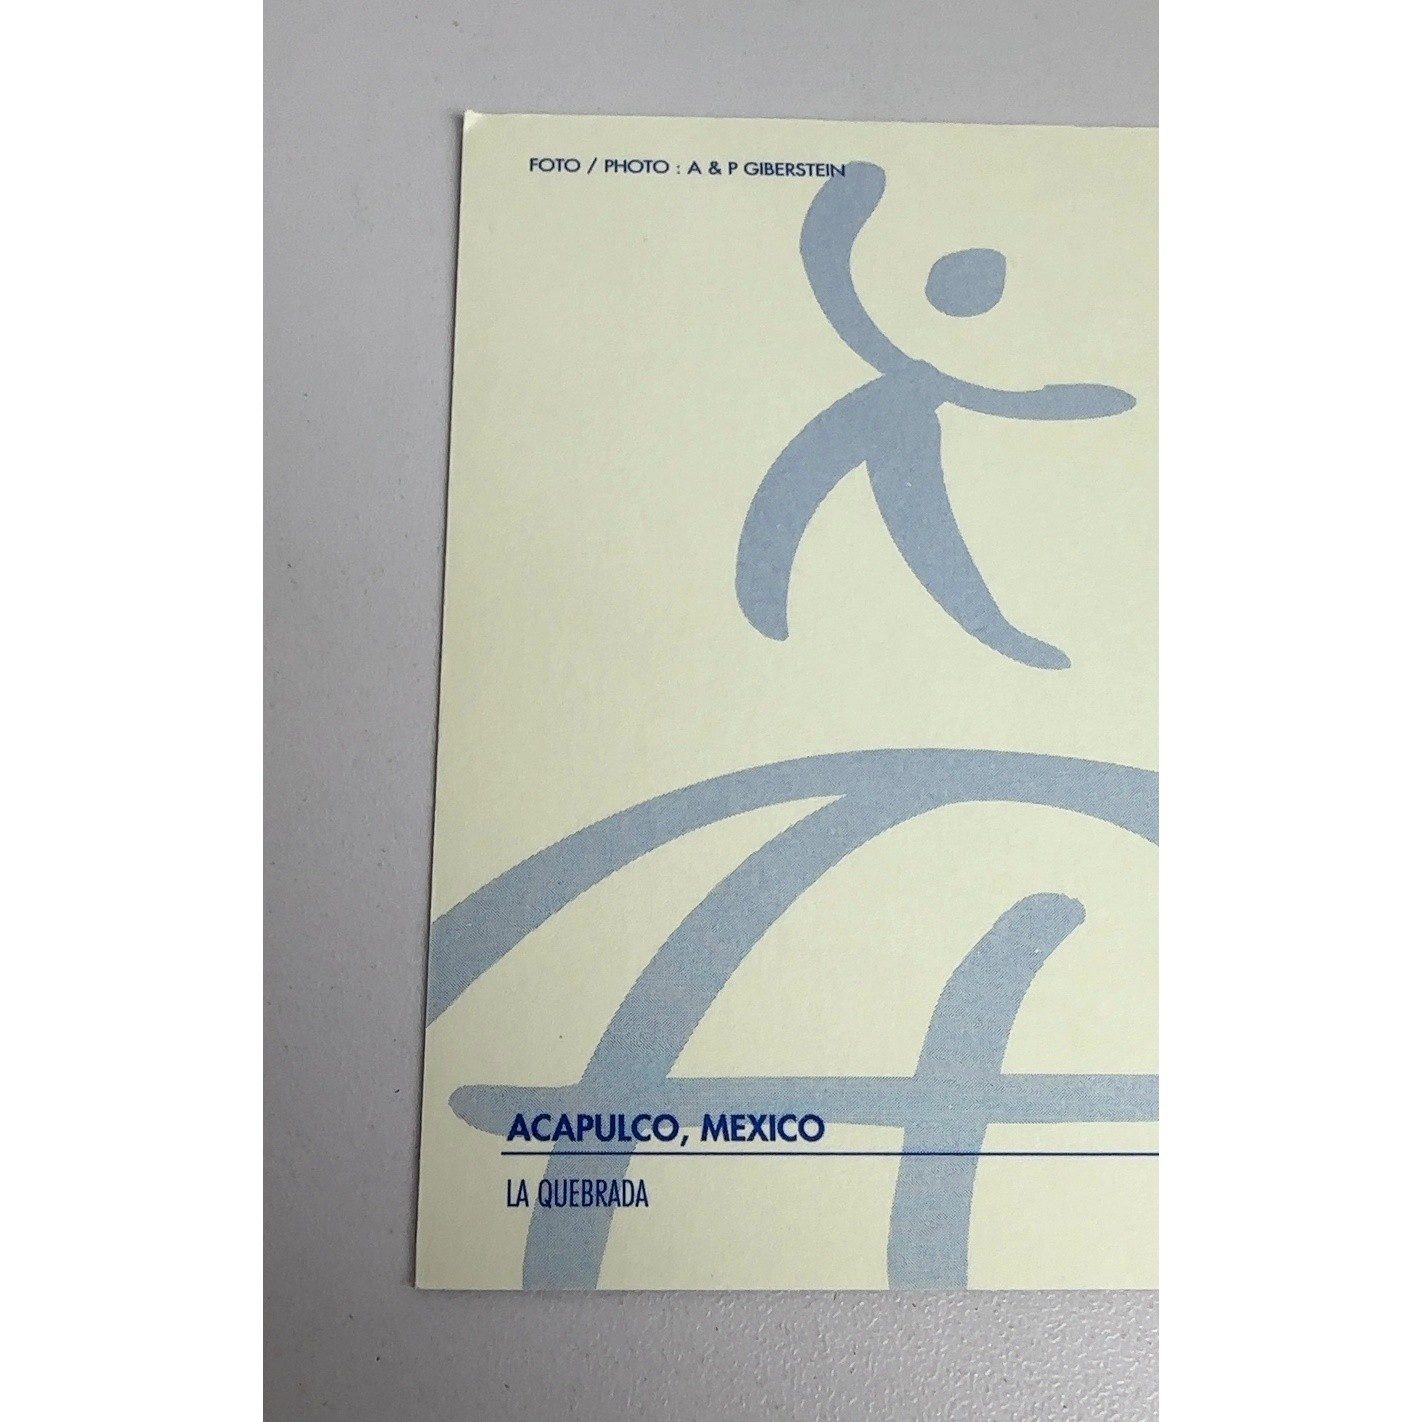 FOTO / PHOTO : A & P GIBERSTEIN
ACAPULCO, MEXICO
LA QUEBRADA